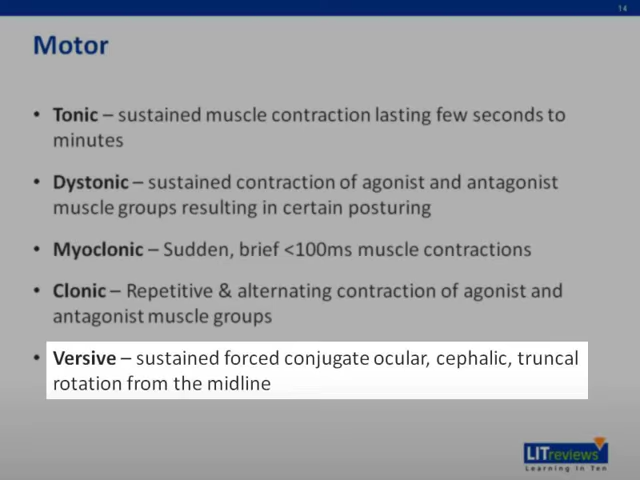 14
Motor
• Tonic – sustained muscle contraction lasting few seconds to
minutes
• Dystonic – sustained contraction of agonist and antagonist
muscle groups resulting in certain posturing
• Myoclonic – Sudden, brief <100ms muscle contractions
• Clonic – Repetitive & alternating contraction of agonist and
antagonist muscle groups
• Versive – sustained forced conjugate ocular, cephalic, truncal
rotation from the midline
LITreviews
Learning In Ten